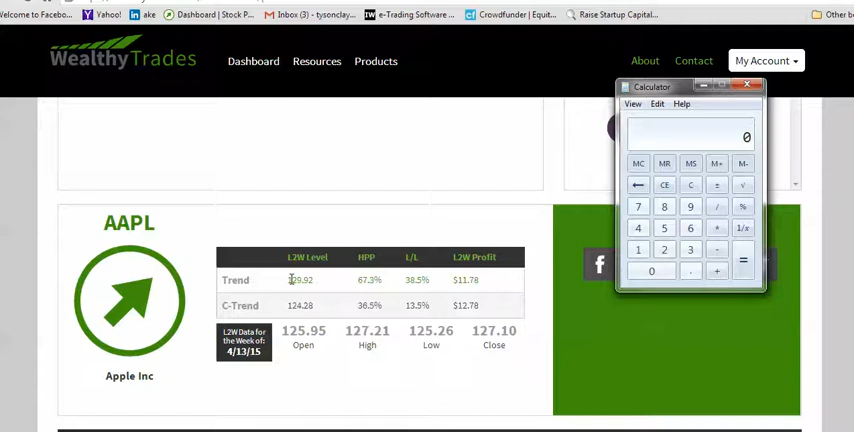 Welcome to Facebo... Yahoo! ake Dashboard | Stock P... Inbox (3) - tysonclay... e-Trading Software ... Crowdfunder | Equit... Raise Startup Capital... Other b
WealthyTrades Dashboard Resources Products About Contact My Account
Calculator
View Edit Help
0
MC MR MS M+ M-
← CE C ± √
7 8 9 / %
4 5 6 * 1/x
1 2 3 - =
0 . +
AAPL
L2W Level HPP L/L L2W Profit
Trend 129.92 67.3% 38.5% $11.78
C-Trend 124.28 36.5% 13.5% $12.78
L2W Data for
the Week of:
4/13/15
125.95 127.21 125.26 127.10
Open High Low Close
Apple Inc
f